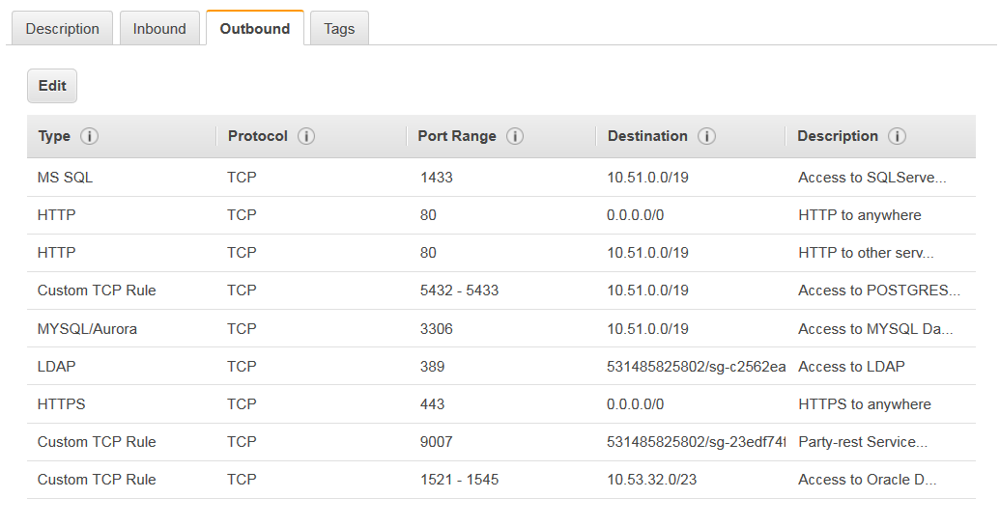 Description Inbound Outbound Tags
Edit
Type i Protocol i Port Range i Destination i Description i
MS SQL TCP 1433 10.51.0.0/19 Access to SQLServe...
HTTP TCP 80 0.0.0.0/0 HTTP to anywhere
HTTP TCP 80 10.51.0.0/19 HTTP to other serv...
Custom TCP Rule TCP 5432 - 5433 10.51.0.0/19 Access to POSTGRES...
MYSQL/Aurora TCP 3306 10.51.0.0/19 Access to MYSQL Da...
LDAP TCP 389 531485825802/sg-c2562ea Access to LDAP
HTTPS TCP 443 0.0.0.0/0 HTTPS to anywhere
Custom TCP Rule TCP 9007 531485825802/sg-23edf74f Party-rest Service...
Custom TCP Rule TCP 1521 - 1545 10.53.32.0/23 Access to Oracle D...